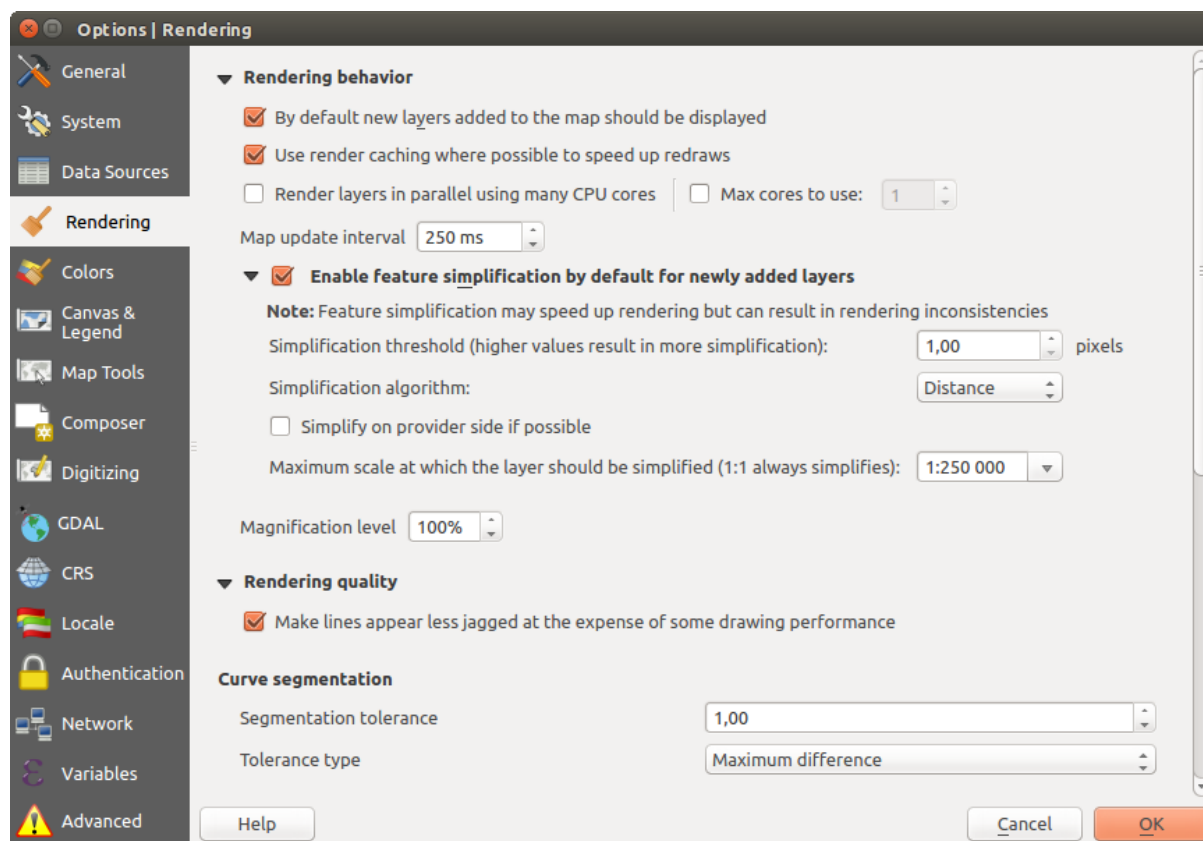 Options | Rendering
General
System
Data Sources
Rendering
Colors
Canvas &
Legend
Map Tools
Composer
Digitizing
GDAL
CRS
Locale
Authentication
Network
Variables
Advanced
Rendering behavior
By default new layers added to the map should be displayed
Use render caching where possible to speed up redraws
Render layers in parallel using many CPU cores Max cores to use: 1
Map update interval 250 ms
Enable feature simplification by default for newly added layers
Note: Feature simplification may speed up rendering but can result in rendering inconsistencies
Simplification threshold (higher values result in more simplification): 1,00 pixels
Simplification algorithm: Distance
Simplify on provider side if possible
Maximum scale at which the layer should be simplified (1:1 always simplifies): 1:250 000
Magnification level 100%
Rendering quality
Make lines appear less jagged at the expense of some drawing performance
Curve segmentation
Segmentation tolerance 1,00
Tolerance type Maximum difference
Help Cancel OK